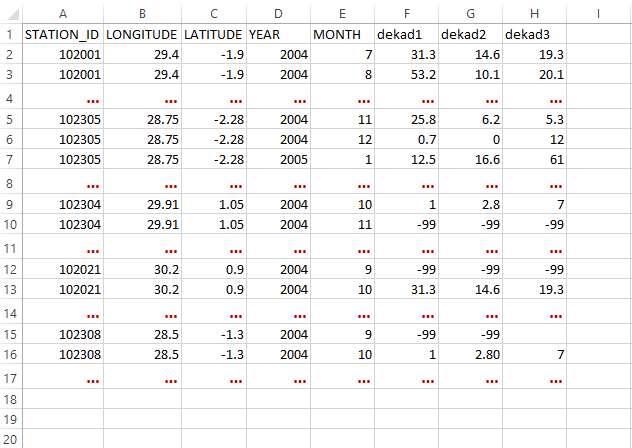 A B C D E F G H I
1 STATION_ID LONGITUDE LATITUDE YEAR MONTH dekad1 dekad2 dekad3
2 102001 29.4 -1.9 2004 7 31.3 14.6 19.3
3 102001 29.4 -1.9 2004 8 53.2 10.1 20.1
4 ... ... ... ... ... ... ... ...
5 102305 28.75 -2.28 2004 11 25.8 6.2 5.3
6 102305 28.75 -2.28 2004 12 0.7 0 12
7 102305 28.75 -2.28 2005 1 12.5 16.6 61
8 ... ... ... ... ... ... ... ...
9 102304 29.91 1.05 2004 10 1 2.8 7
10 102304 29.91 1.05 2004 11 -99 -99 -99
11 ... ... ... ... ... ... ... ...
12 102021 30.2 0.9 2004 9 -99 -99 -99
13 102021 30.2 0.9 2004 10 31.3 14.6 19.3
14 ... ... ... ... ... ... ... ...
15 102308 28.5 -1.3 2004 9 -99 -99
16 102308 28.5 -1.3 2004 10 1 2.80 7
17 ... ... ... ... ... ... ... ...
18
19
20